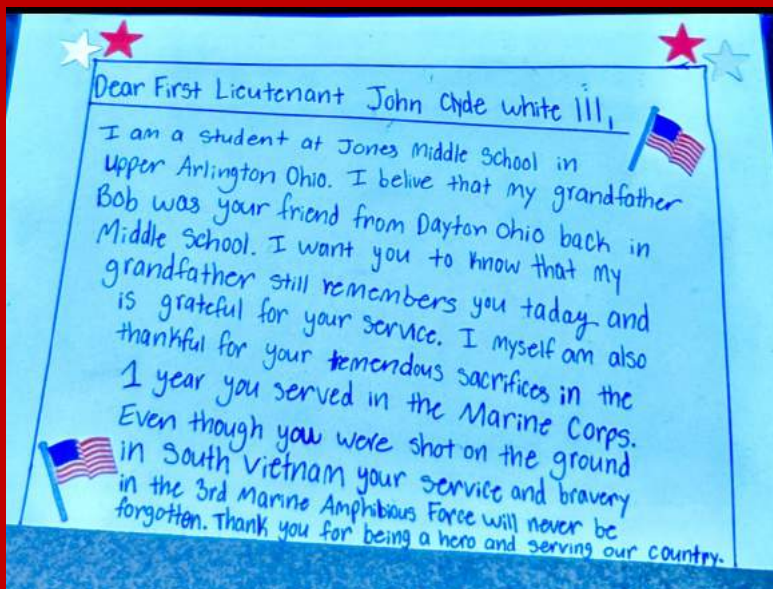 Dear First Lieutenant John Clyde White III,
I am a student at Jones Middle School in
upper Arlington Ohio. I belive that my grandfather
Bob was your friend from Dayton Ohio back in
Middle School. I want you to know that my
grandfather still remembers you taday and
is grateful for your service. I myself am also
thankful for your temendous sacrifices in the
1 year you served in the Marine Corps.
Even though you were shot on the ground
in South Vietnam your service and bravery
in the 3rd Marine Amphibious Force will never be
forgotten. Thank you for being a hero and serving our country.